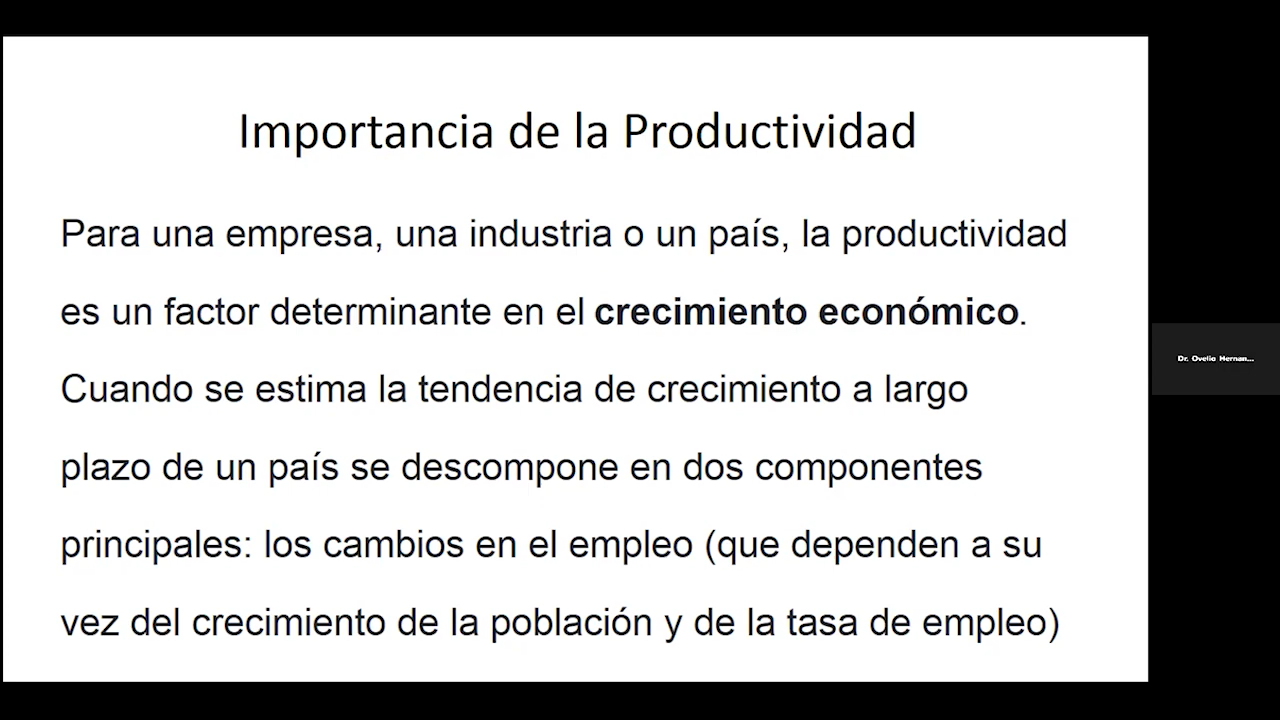 Importancia de la Productividad
Para una empresa, una industria o un país, la productividad
es un factor determinante en el crecimiento económico.
Cuando se estima la tendencia de crecimiento a largo
plazo de un país se descompone en dos componentes
principales: los cambios en el empleo (que dependen a su
vez del crecimiento de la población y de la tasa de empleo)
Dr. Ovelio Hernan...